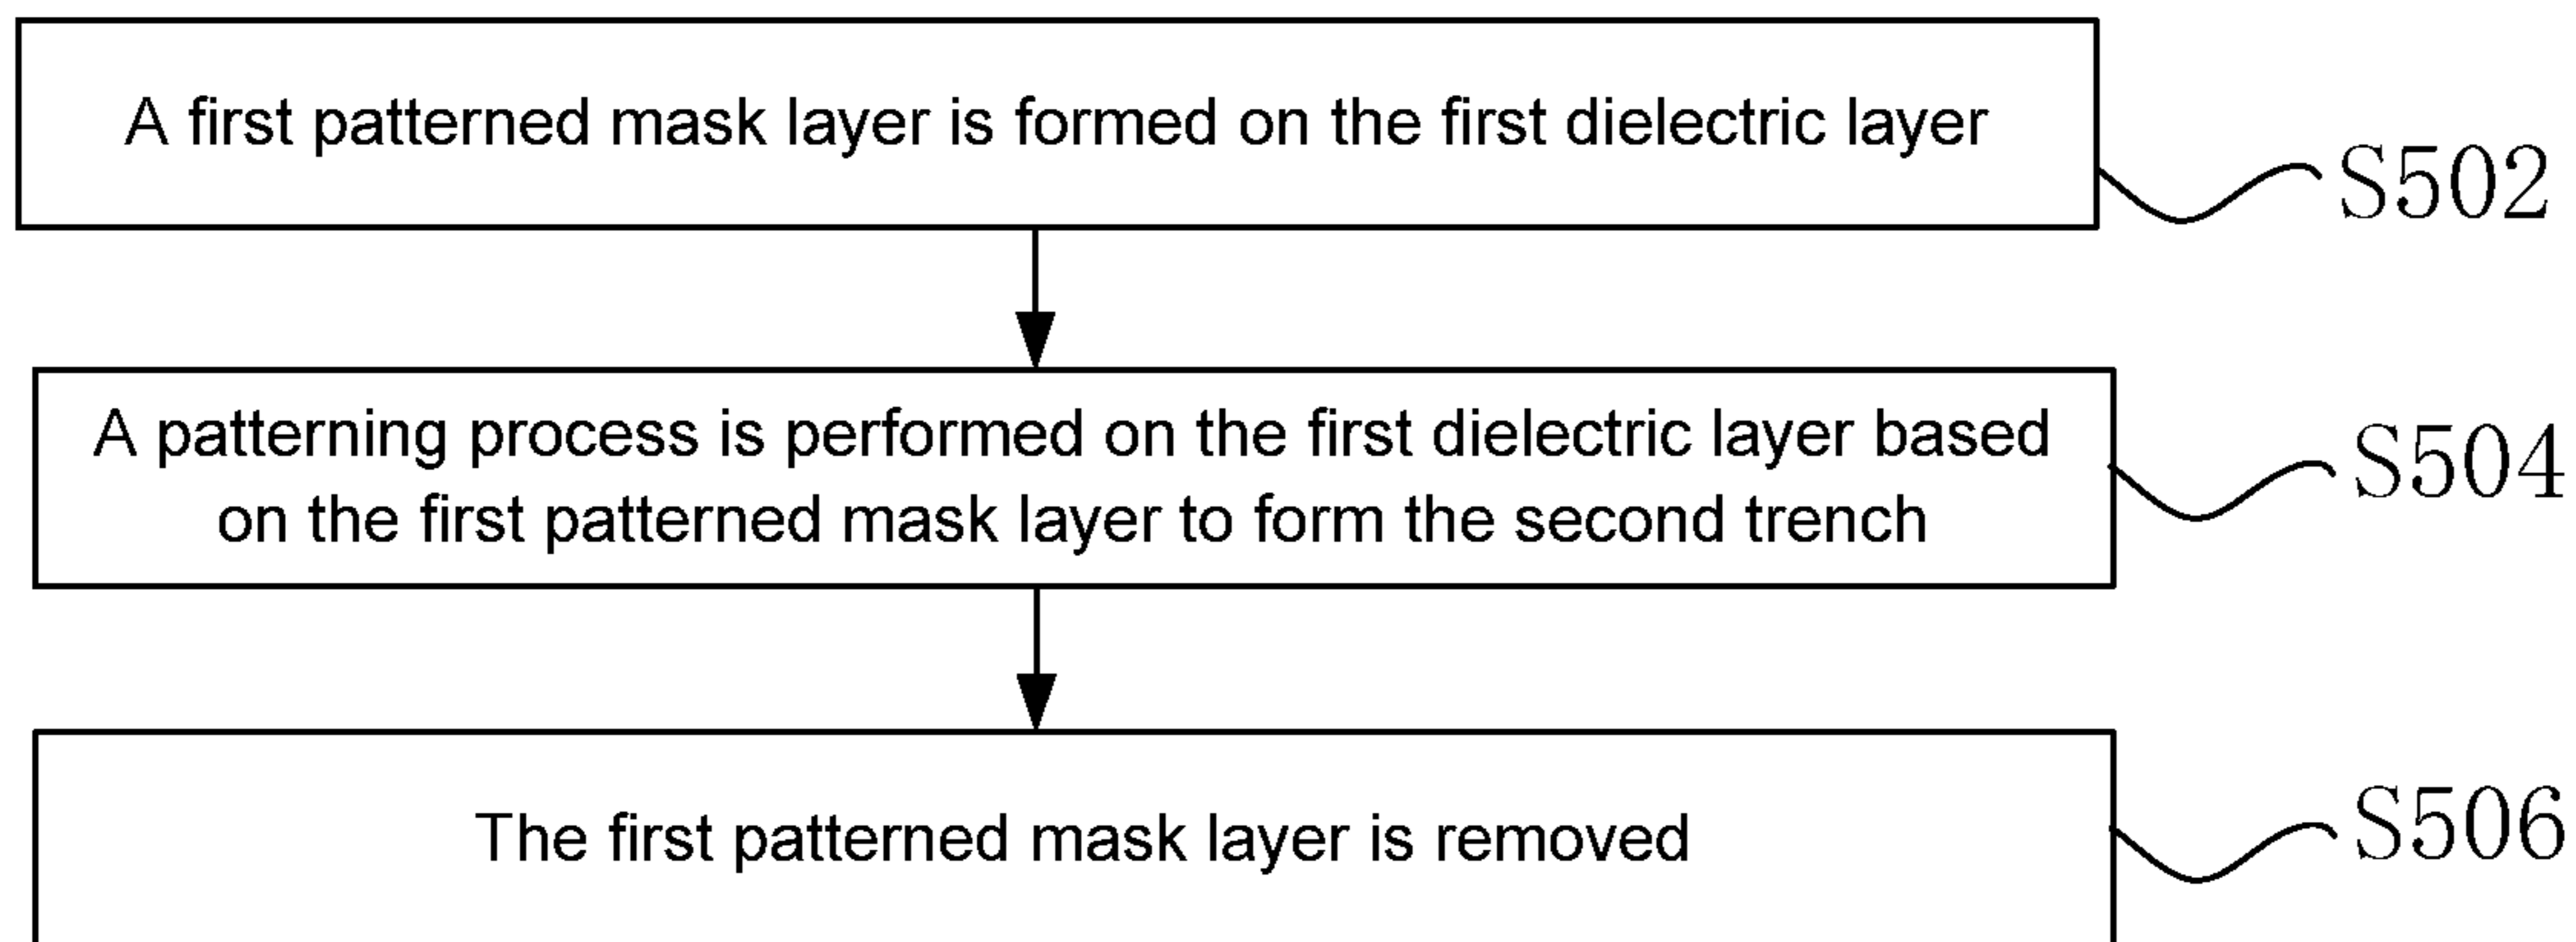 A first patterned mask layer is formed on the first dielectric layer
S502
A patterning process is performed on the first dielectric layer based
on the first patterned mask layer to form the second trench
S504
The first patterned mask layer is removed
S506